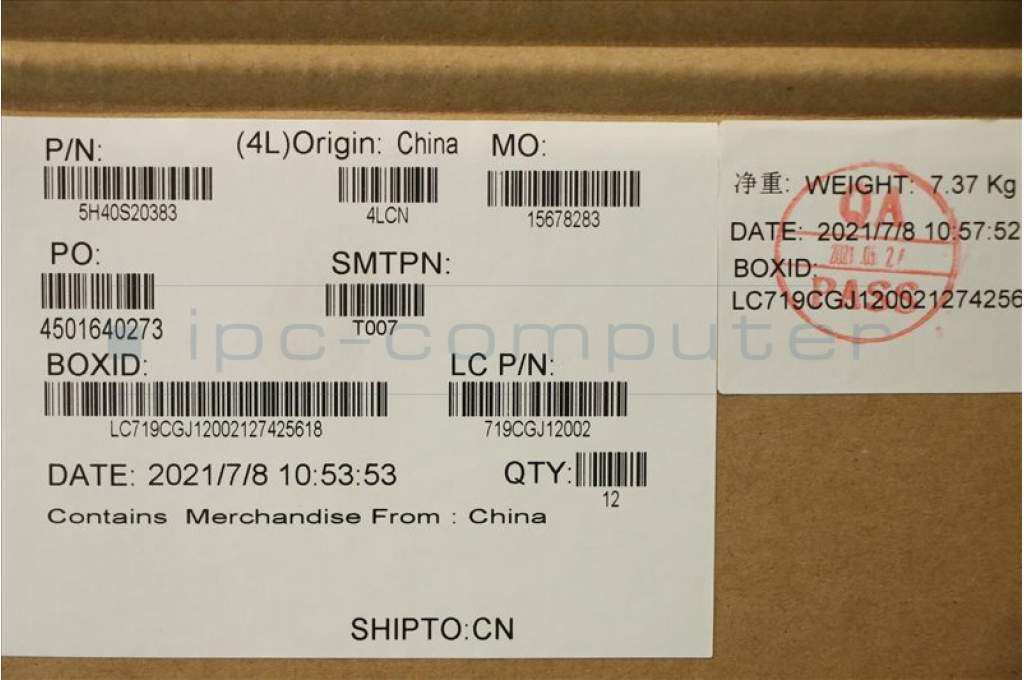 P/N:
5H40S20383
(4L)Origin: China
4LCN
MO:
15678283
PO:
4501640273
SMTPN:
T007
BOXID:
LC719CGJ12002127425618
LC P/N:
719CGJ12002
DATE: 2021/7/8 10:53:53
QTY:
12
Contains Merchandise From : China
SHIPTO:CN
净重: WEIGHT: 7.37 Kg
DATE: 2021/7/8 10:57:52
BOXID:
LC719CGJ120021274256
QA
PASS
ipc-computer